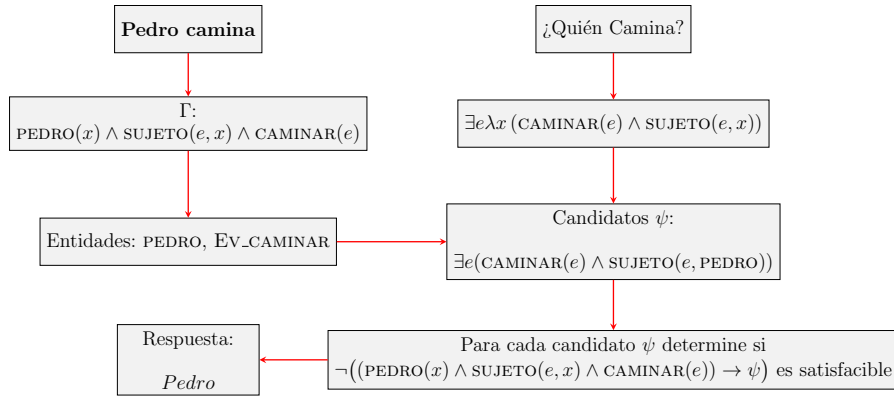 Pedro camina
¿Quién Camina?
Γ:
PEDRO(x) ∧ SUJETO(e, x) ∧ CAMINAR(e)
∃eλx (CAMINAR(e) ∧ SUJETO(e, x))
Entidades: PEDRO, EV_CAMINAR
Candidatos ψ:
∃e(CAMINAR(e) ∧ SUJETO(e, PEDRO))
Respuesta:
Pedro
Para cada candidato ψ determine si
¬((PEDRO(x) ∧ SUJETO(e, x) ∧ CAMINAR(e)) → ψ) es satisfacible